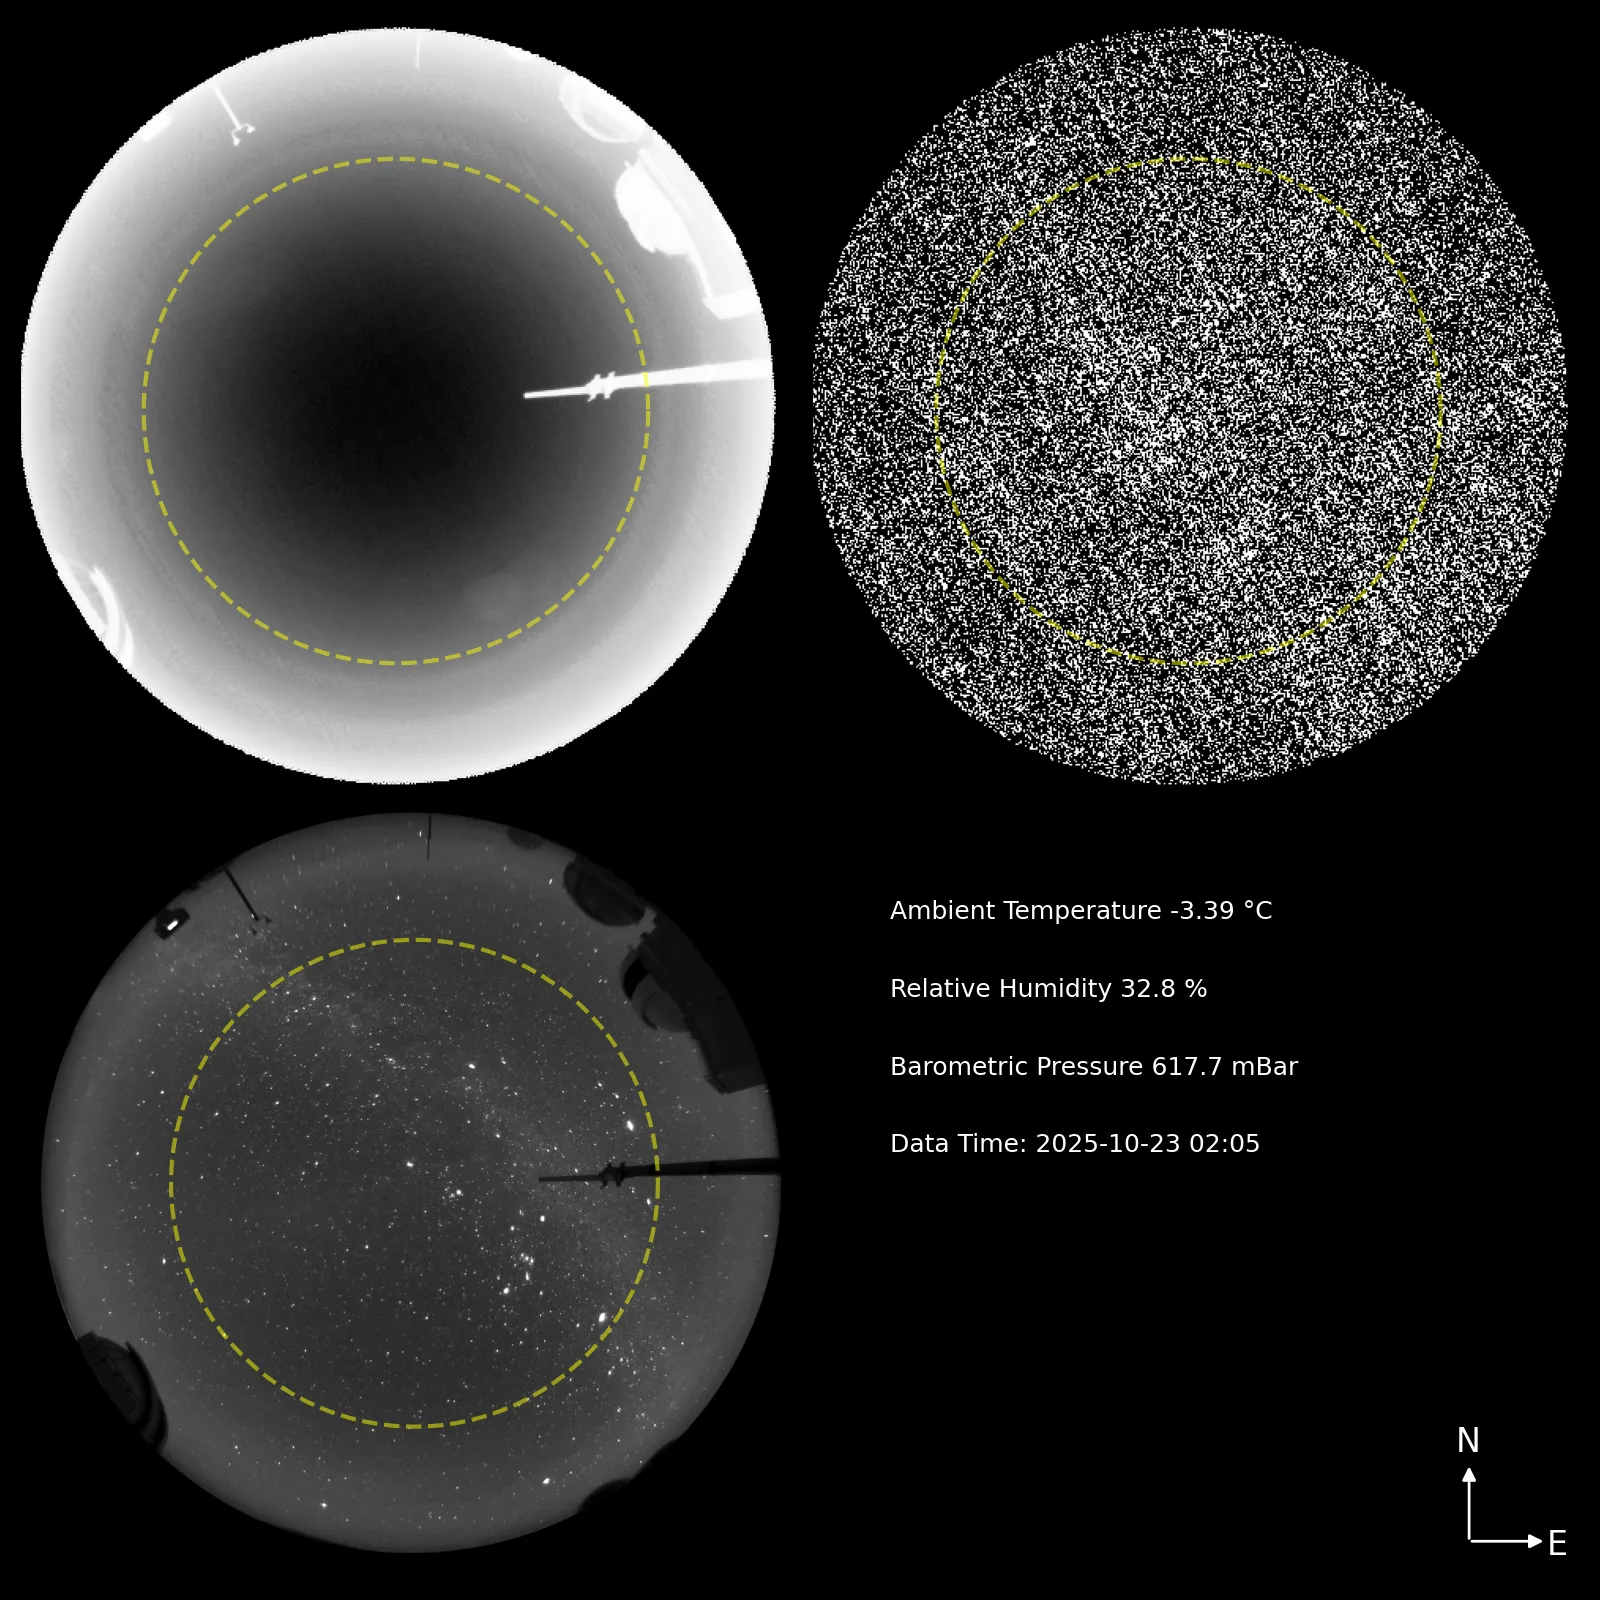 Ambient Temperature -3.39 °C
Relative Humidity 32.8 %
Barometric Pressure 617.7 mBar
Data Time: 2025-10-23 02:05
N
E